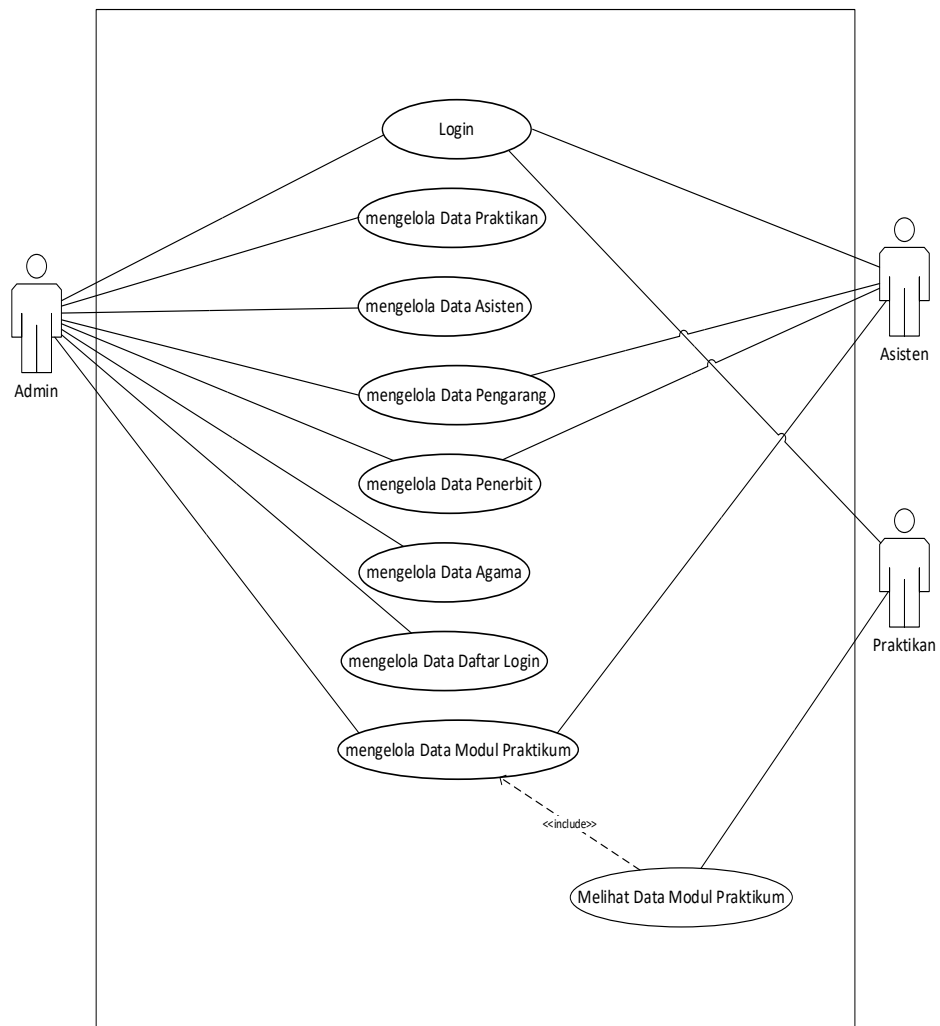 Login
mengelola Data Praktikan
mengelola Data Asisten
Asisten
Admin
mengelola Data Pengarang
mengelola Data Penerbit
mengelola Data Agama
Praktikan
mengelola Data Daftar Login
mengelola Data Modul Praktikum
<<include>>
Melihat Data Modul Praktikum